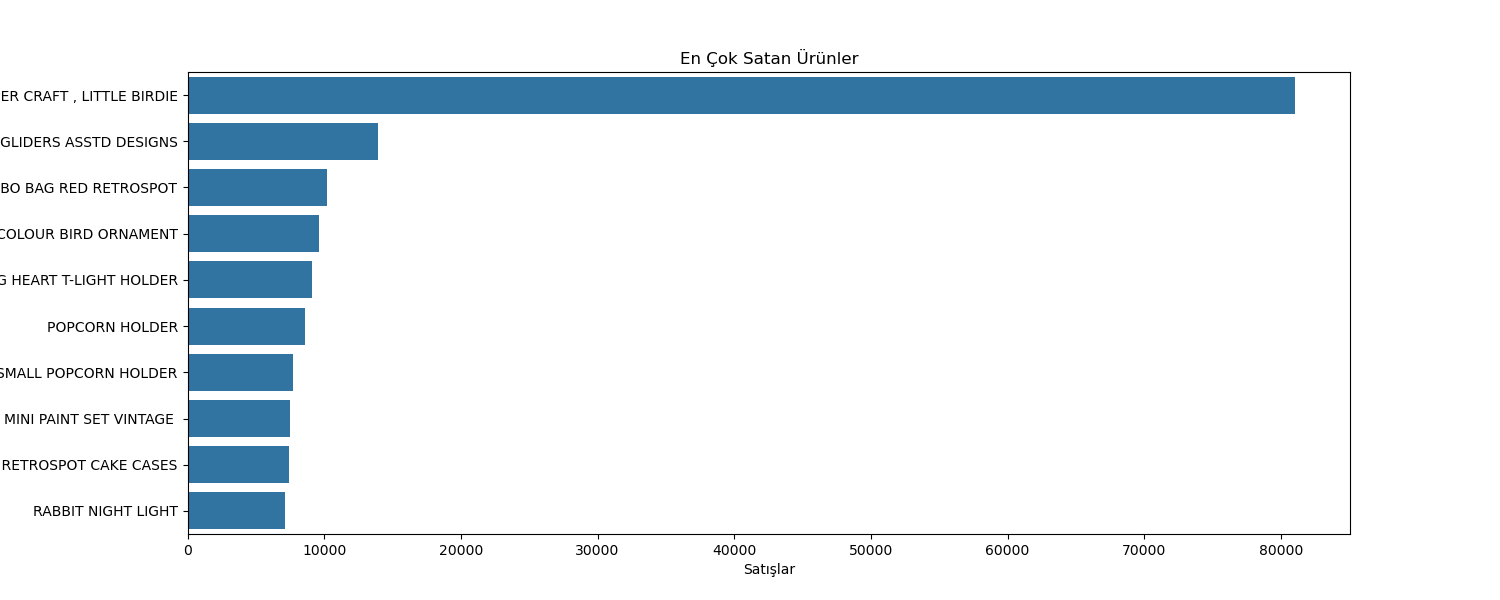 En Çok Satan Ürünler
ER CRAFT , LITTLE BIRDIE
GLIDERS ASSTD DESIGNS
BO BAG RED RETROSPOT
COLOUR BIRD ORNAMENT
G HEART T-LIGHT HOLDER
POPCORN HOLDER
SMALL POPCORN HOLDER
MINI PAINT SET VINTAGE
RETROSPOT CAKE CASES
RABBIT NIGHT LIGHT
0 10000 20000 30000 40000 50000 60000 70000 80000
Satışlar